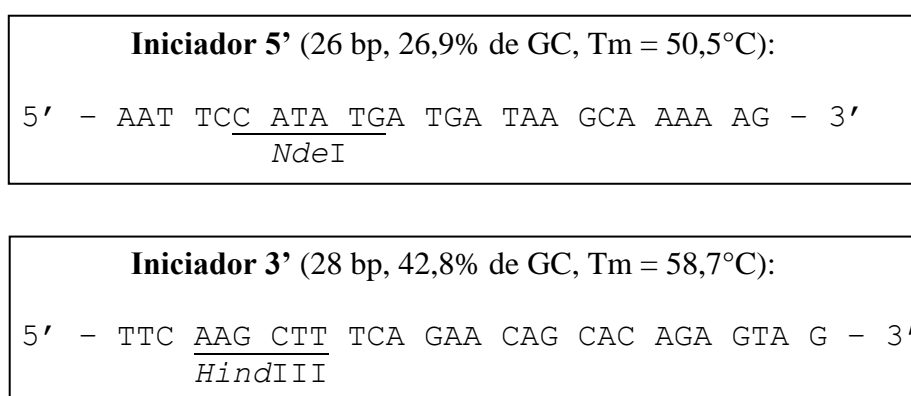 Iniciador 5’ (26 bp, 26,9% de GC, Tm = 50,5°C):
5’ – AAT TCC ATA TGA TGA TAA GCA AAA AG – 3’
NdeI
Iniciador 3’ (28 bp, 42,8% de GC, Tm = 58,7°C):
5’ – TTC AAG CTT TCA GAA CAG CAC AGA GTA G – 3’
HindIII